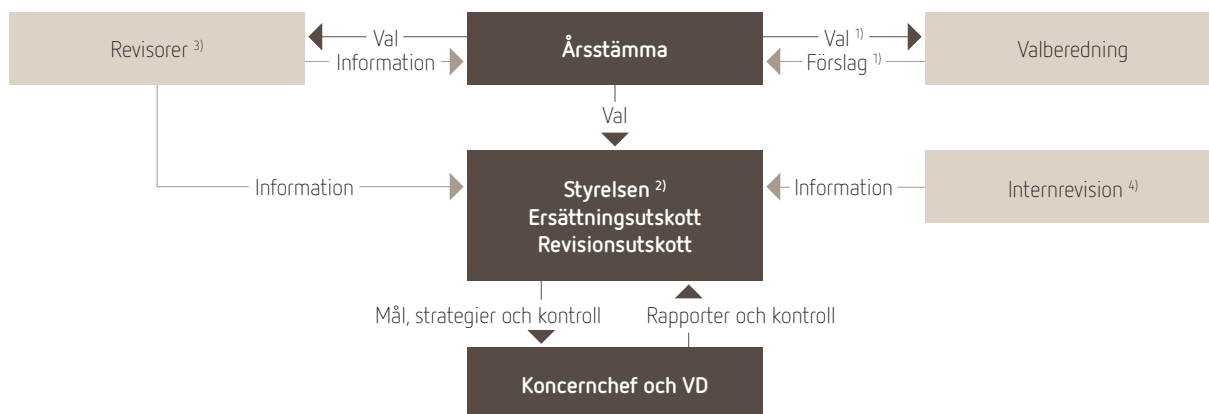 Revisorer 3)
Val
Information
Årsstämma
Val 1)
Förslag 1)
Valberedning
Val
Information
Styrelsen 2)
Ersättningsutskott
Revisionsutskott
Information
Internrevision 4)
Mål, strategier och kontroll
Rapporter och kontroll
Koncernchef och VD